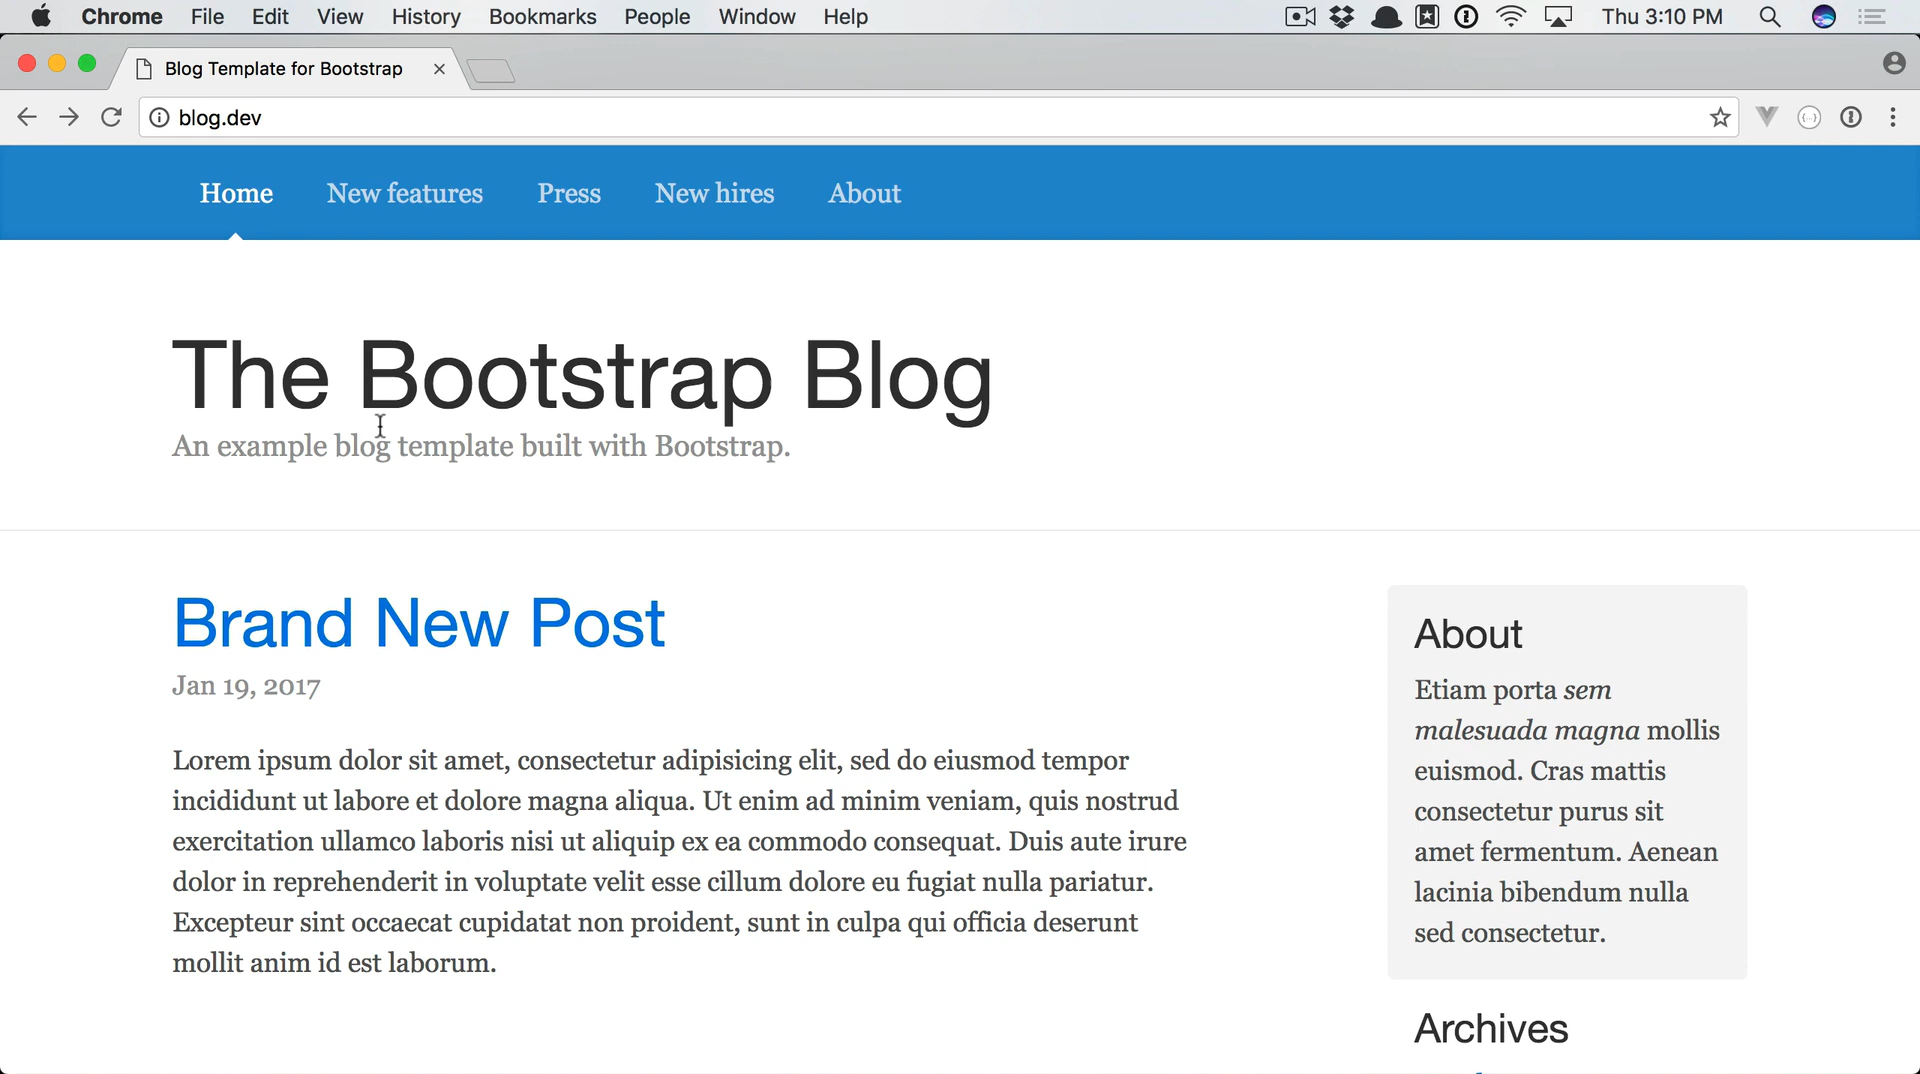 Chrome File Edit View History Bookmarks People Window Help Thu 3:10 PM
Blog Template for Bootstrap
blog.dev
Home New features Press New hires About
The Bootstrap Blog
An example blog template built with Bootstrap.
Brand New Post
Jan 19, 2017
Lorem ipsum dolor sit amet, consectetur adipisicing elit, sed do eiusmod tempor
incididunt ut labore et dolore magna aliqua. Ut enim ad minim veniam, quis nostrud
exercitation ullamco laboris nisi ut aliquip ex ea commodo consequat. Duis aute irure
dolor in reprehenderit in voluptate velit esse cillum dolore eu fugiat nulla pariatur.
Excepteur sint occaecat cupidatat non proident, sunt in culpa qui officia deserunt
mollit anim id est laborum.
About
Etiam porta sem
malesuada magna mollis
euismod. Cras mattis
consectetur purus sit
amet fermentum. Aenean
lacinia bibendum nulla
sed consectetur.
Archives